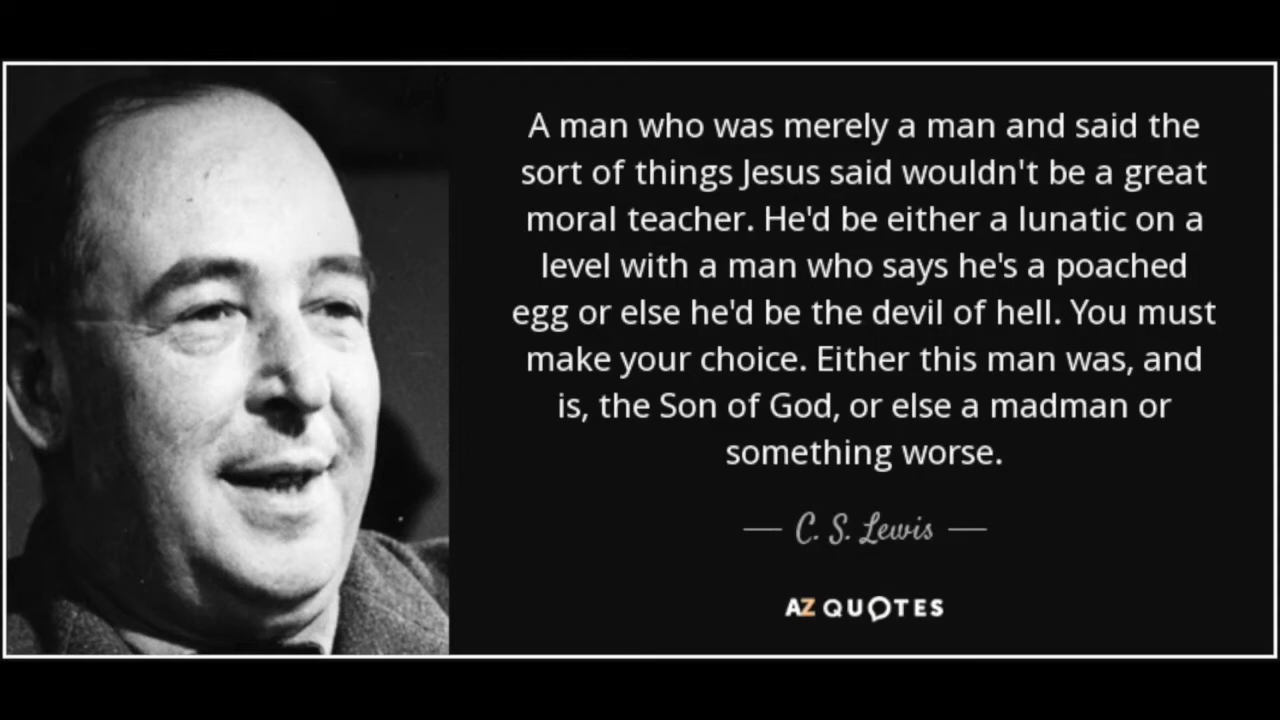 A man who was merely a man and said the
sort of things Jesus said wouldn't be a great
moral teacher. He'd be either a lunatic on a
level with a man who says he's a poached
egg or else he'd be the devil of hell. You must
make your choice. Either this man was, and
is, the Son of God, or else a madman or
something worse.
— C. S. Lewis —
AZ QUOTES